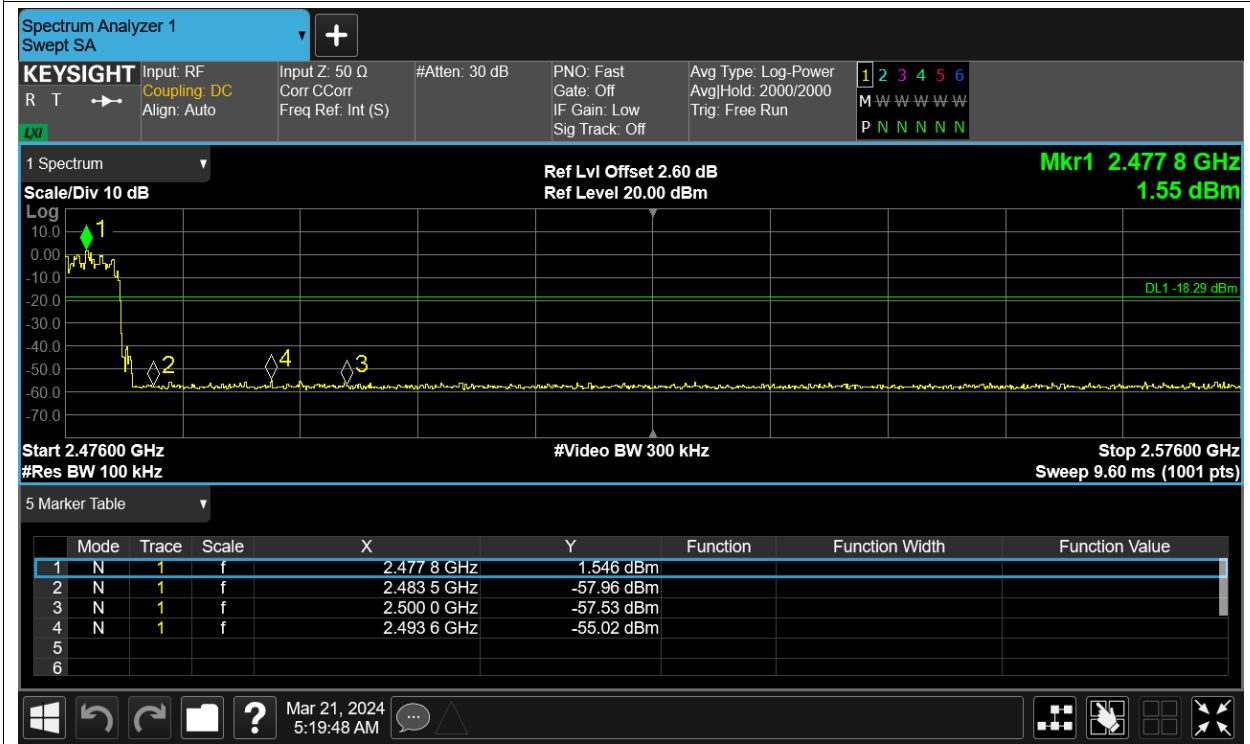 Spectrum Analyzer 1
Swept SA
+
KEYSIGHT
R T
LXI
Input: RF
Coupling: DC
Align: Auto
Input Z: 50 Ω
Corr CCorr
Freq Ref: Int (S)
#Atten: 30 dB
PNO: Fast
Gate: Off
IF Gain: Low
Sig Track: Off
Avg Type: Log-Power
Avg|Hold: 2000/2000
Trig: Free Run
1 2 3 4 5 6
M W W W W W
P N N N N N
1 Spectrum
Scale/Div 10 dB
Ref Lvl Offset 2.60 dB
Ref Level 20.00 dBm
Mkr1 2.477 8 GHz
1.55 dBm
Log
10.0
0.00
-10.0
-20.0
-30.0
-40.0
-50.0
-60.0
-70.0
1
2
4
3
DL1 -18.29 dBm
Start 2.47600 GHz
#Video BW 300 kHz
Stop 2.57600 GHz
#Res BW 100 kHz
Sweep 9.60 ms (1001 pts)
5 Marker Table
Mode Trace Scale X Y Function Function Width Function Value
1 N 1 f 2.477 8 GHz 1.546 dBm
2 N 1 f 2.483 5 GHz -57.96 dBm
3 N 1 f 2.500 0 GHz -57.53 dBm
4 N 1 f 2.493 6 GHz -55.02 dBm
5
6
?
Mar 21, 2024
5:19:48 AM